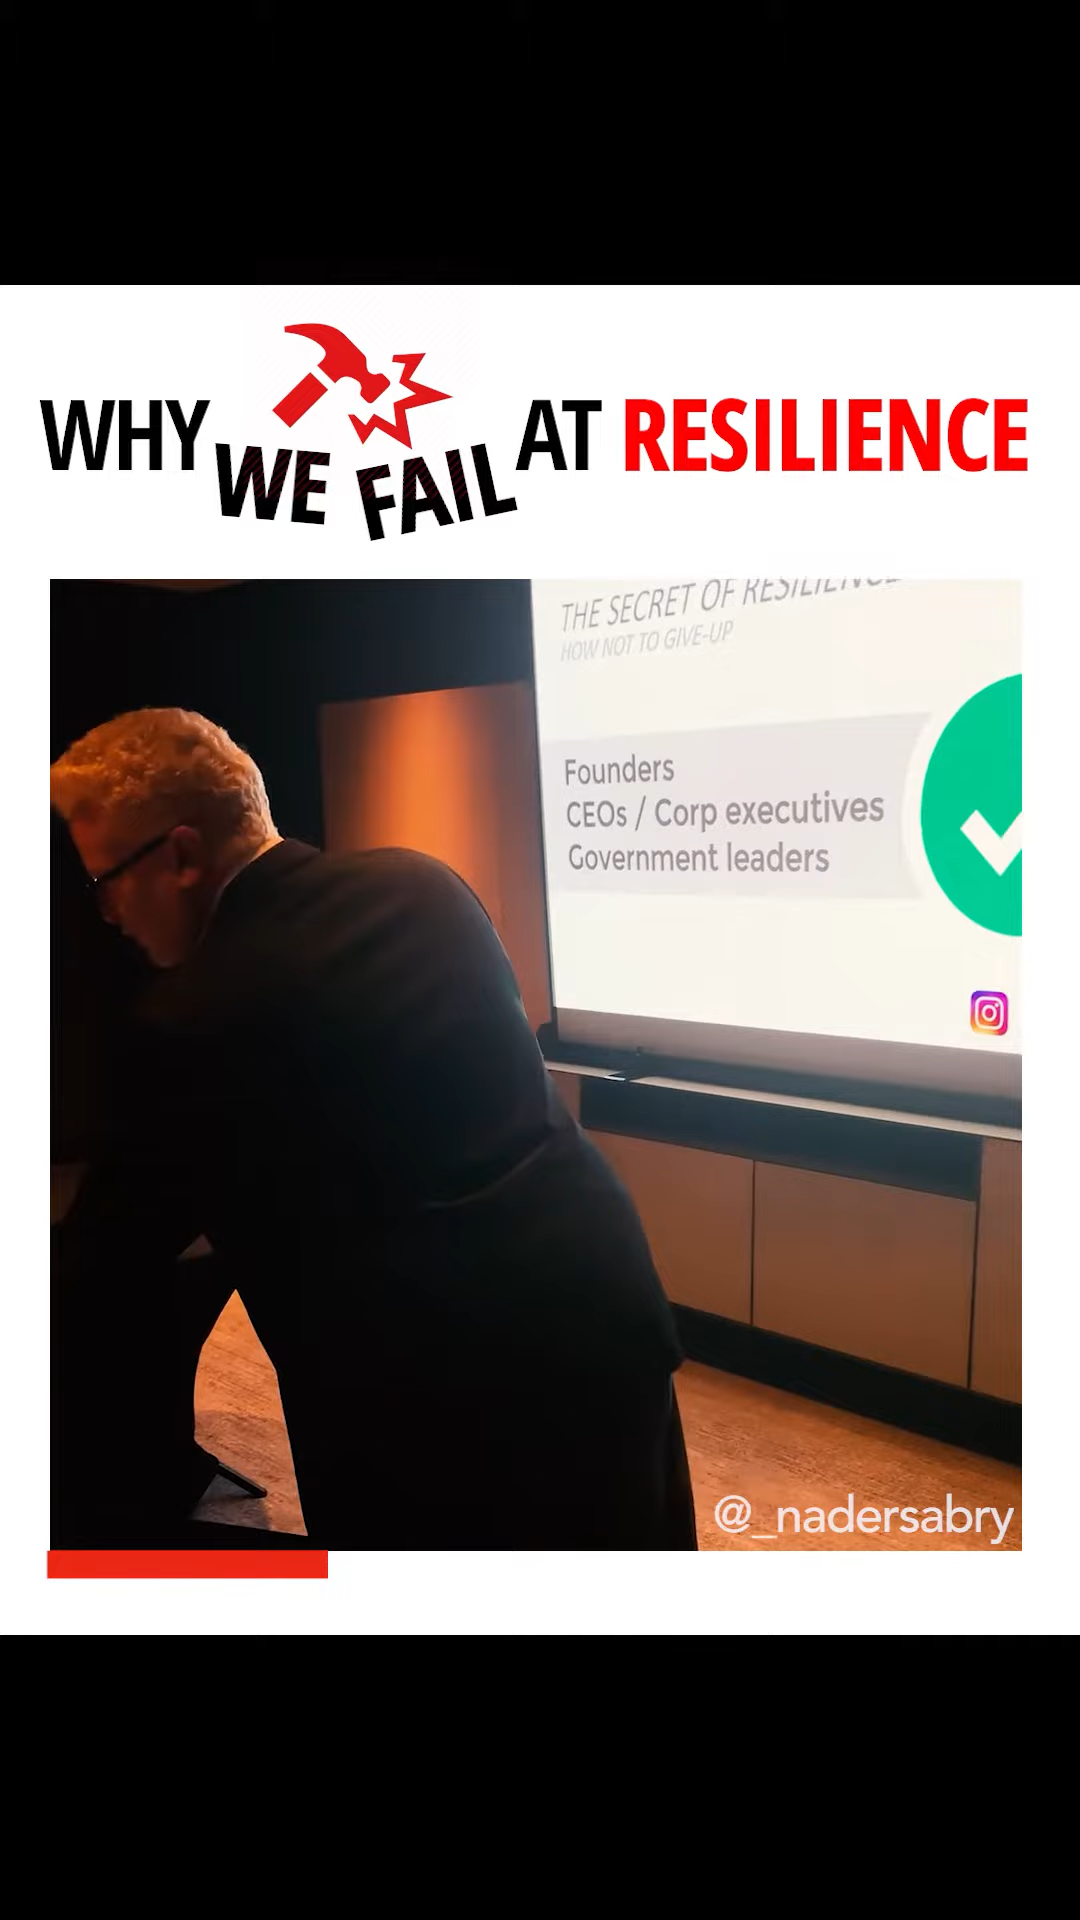 WHY WE FAIL AT RESILIENCE
THE SECRET OF RESILIENCE
HOW NOT TO GIVE-UP
Founders
CEOs / Corp executives
Government leaders
@_nadersabry